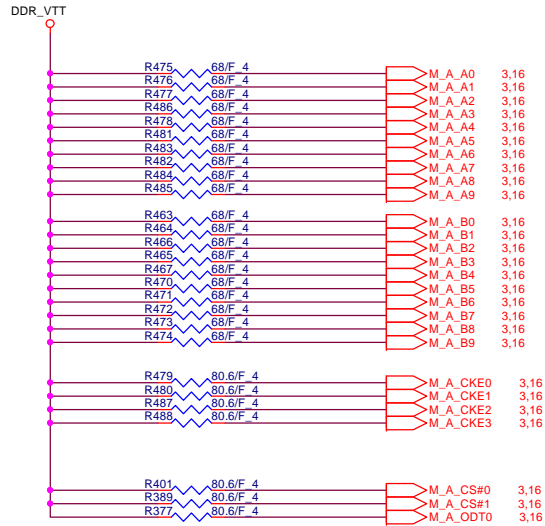 DDR_VTT
R475 68/F_4 M_A_A0 3,16
R476 68/F_4 M_A_A1 3,16
R477 68/F_4 M_A_A2 3,16
R486 68/F_4 M_A_A3 3,16
R478 68/F_4 M_A_A4 3,16
R481 68/F_4 M_A_A5 3,16
R483 68/F_4 M_A_A6 3,16
R482 68/F_4 M_A_A7 3,16
R484 68/F_4 M_A_A8 3,16
R485 68/F_4 M_A_A9 3,16
R463 68/F_4 M_A_B0 3,16
R464 68/F_4 M_A_B1 3,16
R466 68/F_4 M_A_B2 3,16
R465 68/F_4 M_A_B3 3,16
R467 68/F_4 M_A_B4 3,16
R470 68/F_4 M_A_B5 3,16
R471 68/F_4 M_A_B6 3,16
R472 68/F_4 M_A_B7 3,16
R473 68/F_4 M_A_B8 3,16
R474 68/F_4 M_A_B9 3,16
R479 80.6/F_4 M_A_CKE0 3,16
R480 80.6/F_4 M_A_CKE1 3,16
R487 80.6/F_4 M_A_CKE2 3,16
R488 80.6/F_4 M_A_CKE3 3,16
R401 80.6/F_4 M_A_CS#0 3,16
R389 80.6/F_4 M_A_CS#1 3,16
R377 80.6/F_4 M_A_ODT0 3,16